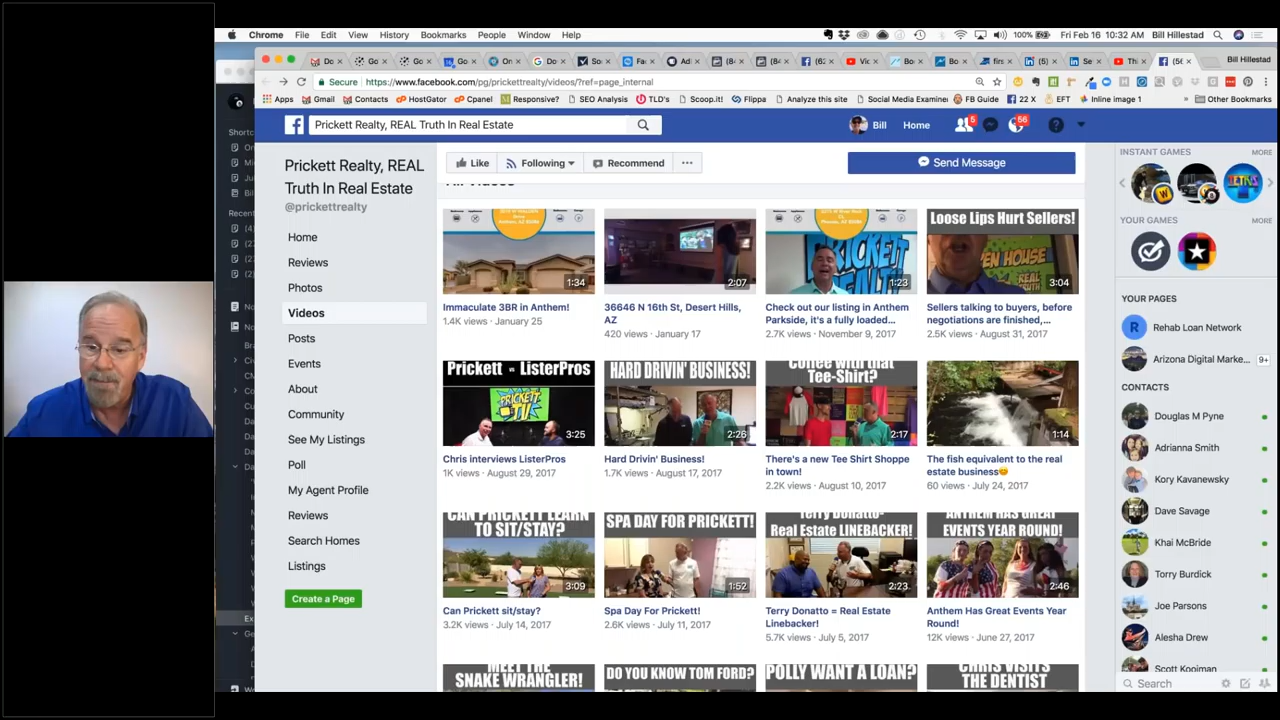 Chrome File Edit View History Bookmarks People Window Help
100% Fri Feb 16 10:32 AM Bill Hillestad
Bill Hillestad
Secure https://www.facebook.com/pg/prickettrealty/videos/?ref=page_internal
Apps Gmail Contacts HostGator Cpanel Responsive? SEO Analysis TLD's Scoop.it! Flippa Analyze this site Social Media Examiner FB Guide 22 X EFT Inline image 1 » Other Bookmarks
Prickett Realty, REAL Truth In Real Estate
Bill Home 5 56
Prickett Realty, REAL
Truth In Real Estate
@prickettrealty
Home
Reviews
Photos
Videos
Posts
Events
About
Community
See My Listings
Poll
My Agent Profile
Reviews
Search Homes
Listings
Create a Page
Like Following Recommend Send Message
All Videos
1:34
Immaculate 3BR in Anthem!
1.4K views · January 25
2:07
36646 N 16th St, Desert Hills,
AZ
420 views · January 17
PRICKETT
REALTY
1:23
Check out our listing in Anthem
Parkside, it's a fully loaded...
2.7K views · November 9, 2017
Loose Lips Hurt Sellers!
3:04
Sellers talking to buyers, before
negotiations are finished,...
2.5K views · August 31, 2017
Prickett vs ListerPros
PRICKETT
TV
3:25
Chris interviews ListerPros
1K views · August 29, 2017
HARD DRIVIN' BUSINESS!
2:26
Hard Drivin' Business!
1.7K views · August 17, 2017
Coffee with that
Tee-Shirt?
2:17
There's a new Tee Shirt Shoppe
in town!
2.2K views · August 10, 2017
1:14
The fish equivalent to the real
estate business
60 views · July 24, 2017
CAN PRICKETT LEARN
TO SIT/STAY?
3:09
Can Prickett sit/stay?
3.2K views · July 14, 2017
SPA DAY FOR PRICKETT!
1:52
Spa Day For Prickett!
2.6K views · July 11, 2017
Terry Donatto-
Real Estate LINEBACKER!
2:23
Terry Donatto = Real Estate
Linebacker!
5.7K views · July 5, 2017
ANTHEM HAS GREAT
EVENTS YEAR ROUND!
2:46
Anthem Has Great Events Year
Round!
12K views · June 27, 2017
MEET THE
SNAKE WRANGLER!
DO YOU KNOW TOM FORD?
POLLY WANT A LOAN?
CHRIS VISITS
THE DENTIST
INSTANT GAMES MORE
TETRIS
YOUR GAMES MORE
YOUR PAGES
Rehab Loan Network
Arizona Digital Marke... 9+
CONTACTS
Douglas M Pyne
Adrianna Smith
Kory Kavanewsky
Dave Savage
Khai McBride
Torry Burdick
Joe Parsons
Alesha Drew
Scott Kooiman
Search